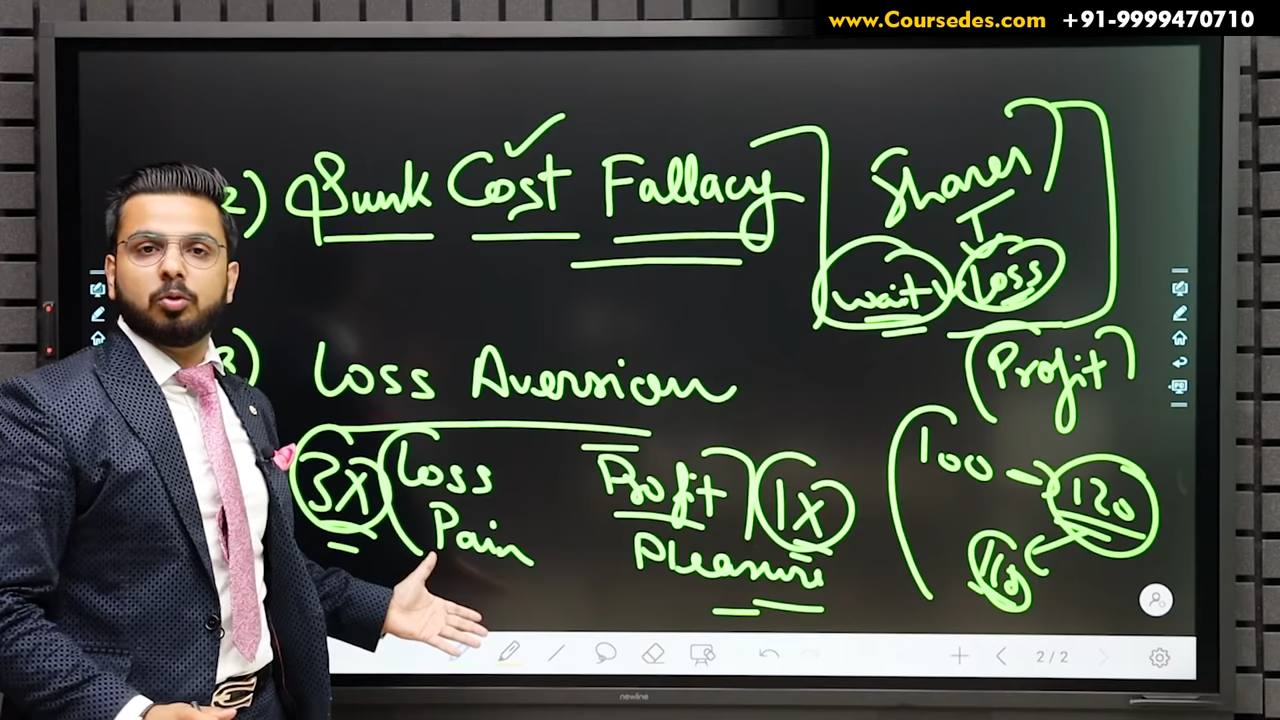 www.Coursedes.com +91-9999470710
2) Sunk Cost Fallacy
Shares
wait
Loss
(Profit)
3) Loss Aversion
3X (Loss
Pain
Profit) 1X
Pleasure
100 → 120
2/2
newline